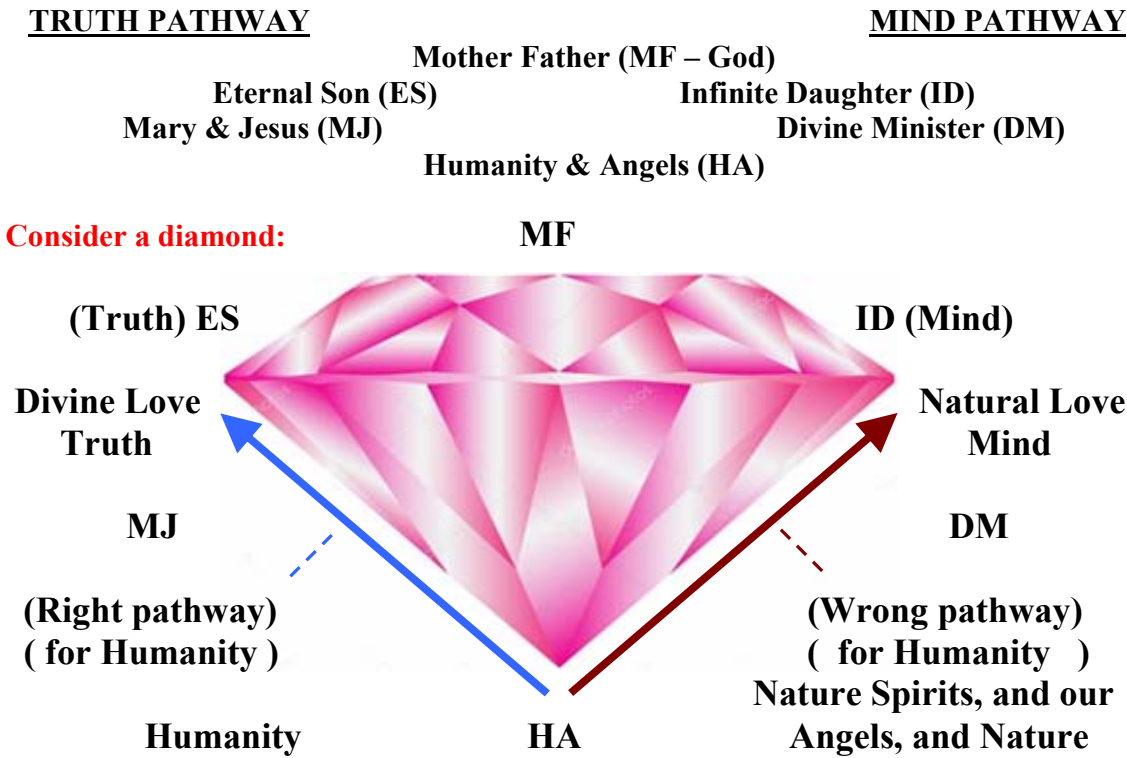 TRUTH PATHWAY MIND PATHWAY
Mother Father (MF – God)
Eternal Son (ES) Infinite Daughter (ID)
Mary & Jesus (MJ) Divine Minister (DM)
Humanity & Angels (HA)
Consider a diamond: MF
(Truth) ES ID (Mind)
Divine Love Natural Love
Truth Mind
MJ DM
(Right pathway) (Wrong pathway)
( for Humanity ) ( for Humanity )
Nature Spirits, and our
Humanity HA Angels, and Nature